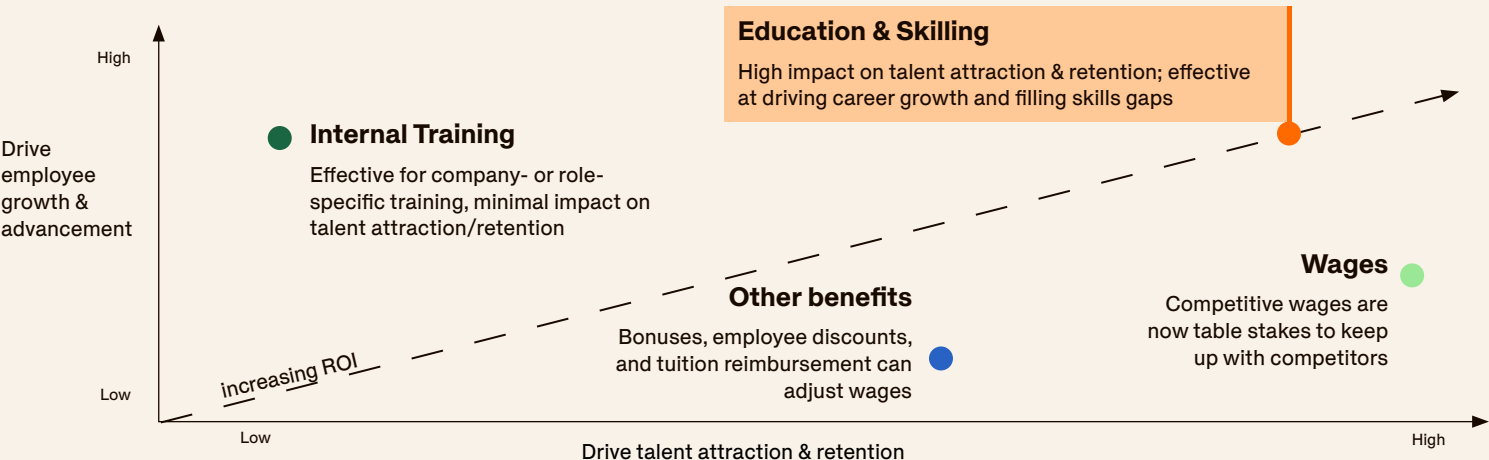 Education & Skilling
High impact on talent attraction & retention; effective
at driving career growth and filling skills gaps
High
Internal Training
Effective for company- or role-
specific training, minimal impact on
talent attraction/retention
Drive
employee
growth &
advancement
Wages
Competitive wages are
now table stakes to keep
up with competitors
Other benefits
Bonuses, employee discounts,
and tuition reimbursement can
adjust wages
increasing ROI
Low
Low
High
Drive talent attraction & retention